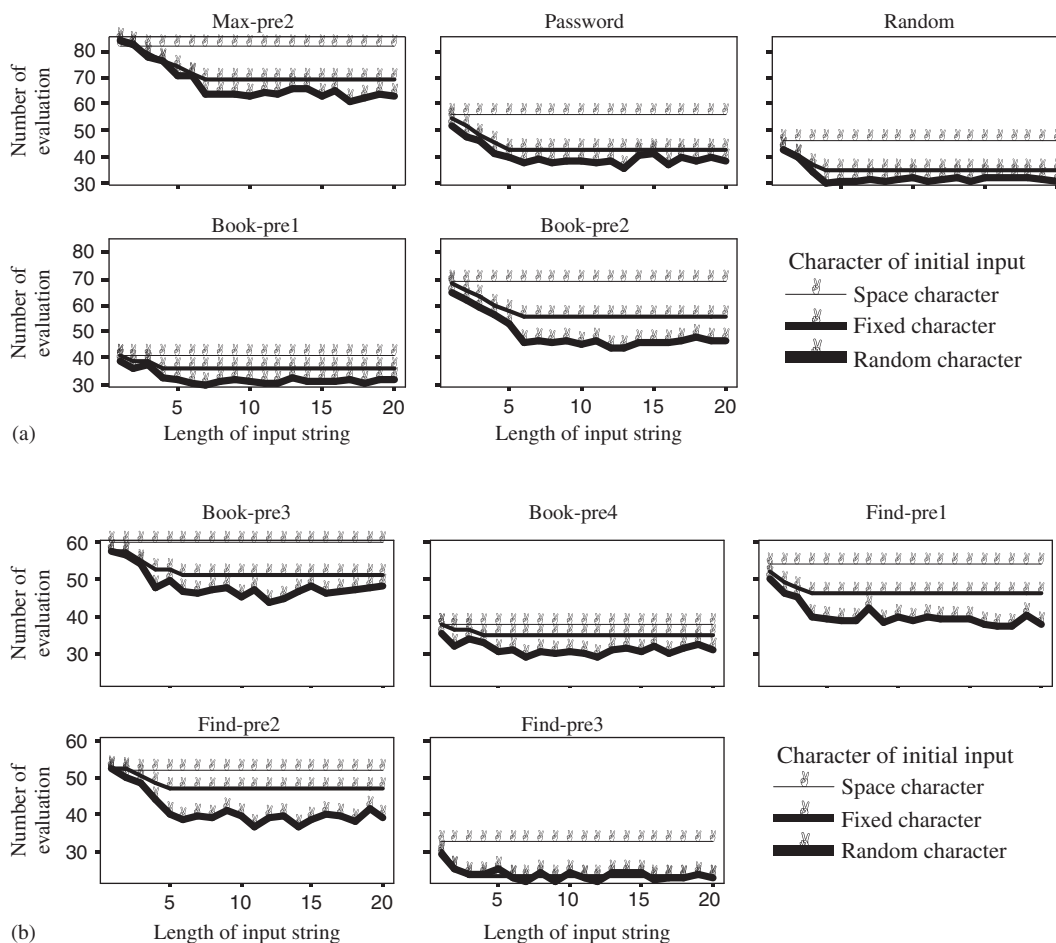 Max-pre2
Password
Random
Number of
evaluation
80
70
60
50
40
30
Book-pre1
Book-pre2
Number of
evaluation
80
70
60
50
40
30
5
10
15
20
5
10
15
20
Length of input string
Length of input string
Character of initial input
Space character
Fixed character
Random character
(a)
Book-pre3
Book-pre4
Find-pre1
Number of
evaluation
60
50
40
30
Find-pre2
Find-pre3
Number of
evaluation
60
50
40
30
5
10
15
20
5
10
15
20
Length of input string
Length of input string
Character of initial input
Space character
Fixed character
Random character
(b)